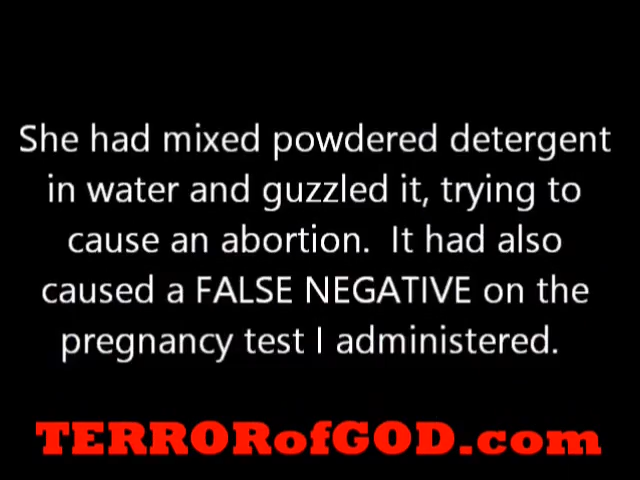 She had mixed powdered detergent
in water and guzzled it, trying to
cause an abortion.  It had also
caused a FALSE NEGATIVE on the
pregnancy test I administered.
TERRORofGOD.com